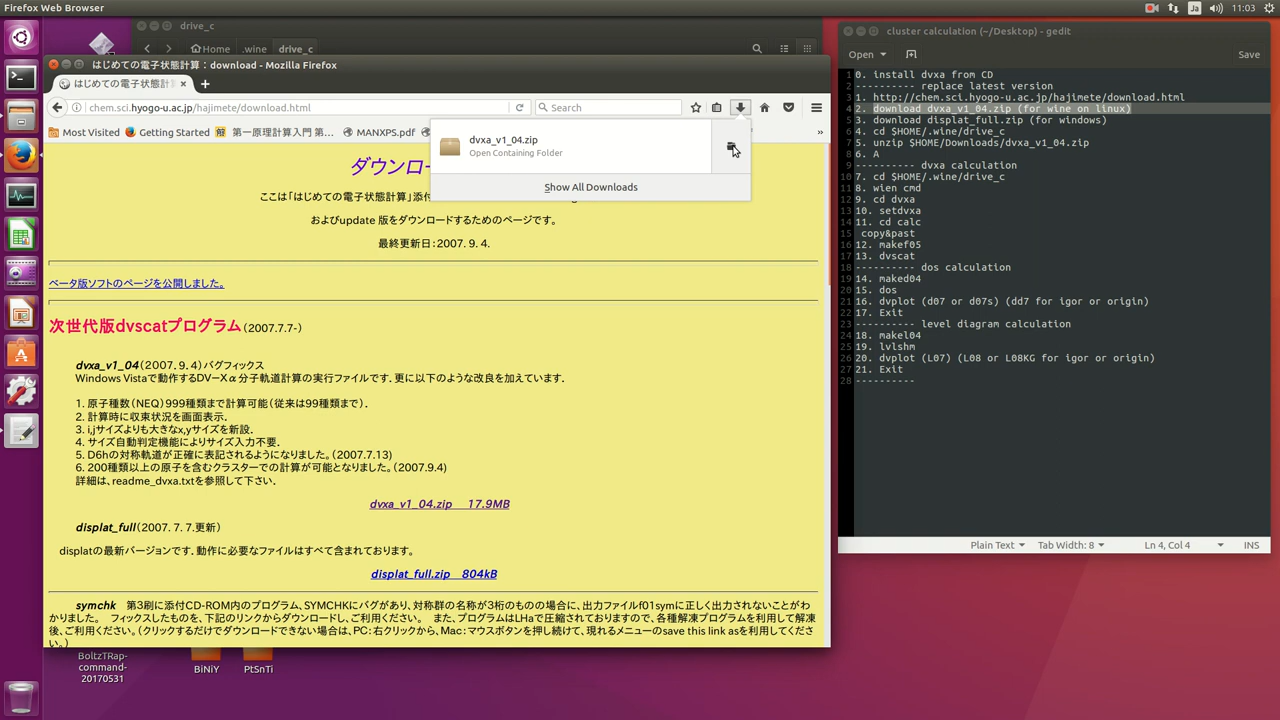 Firefox Web Browser
Ja
11:03
drive_c
Home
.wine
drive_c
はじめての電子状態計算：download - Mozilla Firefox
はじめての電子状態計
chem.sci.hyogo-u.ac.jp/hajimete/download.html
Search
Most Visited
Getting Started
第一原理計算入門 第...
MANXPS.pdf
»
dvxa_v1_04.zip
Open Containing Folder
Show All Downloads
ダウンロー
ここは「はじめての電子状態計算」添付
およびupdate 版をダウンロードするためのページです。
最終更新日：2007. 9. 4.
ベータ版ソフトのページを公開しました。
次世代版dvscatプログラム（2007.7.7-）
dvxa_v1_04（2007. 9. 4）バグフィックス
Windows Vistaで動作するDV-Xα分子軌道計算の実行ファイルです．更に以下のような改良を加えています．
1. 原子種数（NEQ）999種類まで計算可能（従来は99種類まで）．
2. 計算時に収束状況を画面表示．
3. i,jサイズよりも大きなx,yサイズを新設．
4. サイズ自動判定機能によりサイズ入力不要．
5. D6hの対称軌道が正確に表記されるようになりました。（2007.7.13）
6. 200種類以上の原子を含むクラスターでの計算が可能となりました。（2007.9.4）
詳細は、readme_dvxa.txtを参照して下さい．
dvxa_v1_04.zip 17.9MB
displat_full（2007. 7. 7.更新）
displatの最新バージョンです．動作に必要なファイルはすべて含まれております。
displat_full.zip 804kB
symchk 第3刷に添付CD-ROM内のプログラム、SYMCHKにバグがあり、対称群の名称が3桁のものの場合に、出力ファイルf01symに正しく出力されないことがわ
かりました。 フィックスしたものを、下記のリンクからダウンロードし、ご利用ください。 また、プログラムはLHaで圧縮されておりますので、各種解凍プログラムを利用して解凍
後、ご利用ください。（クリックするだけでダウンロードできない場合は、PC: 右クリックから、Mac: マウスボタンを押し続けて、現れるメニューのsave this link asを利用してくださ
い。）
BoltzTRap-
command-
20170531
BiNiY
PtSnTi
cluster calculation (~/Desktop) - gedit
Open
Save
1 0. install dvxa from CD
2 ---------- replace latest version
3 1. http://chem.sci.hyogo-u.ac.jp/hajimete/download.html
4 2. download dvxa_v1_04.zip (for wine on linux)
5 3. download displat_full.zip (for windows)
6 4. cd $HOME/.wine/drive_c
7 5. unzip $HOME/Downloads/dvxa_v1_04.zip
8 6. A
9 ---------- dvxa calculation
10 7. cd $HOME/.wine/drive_c
11 8. wien cmd
12 9. cd dvxa
13 10. setdvxa
14 11. cd calc
15 copy&past
16 12. makef05
17 13. dvscat
18 ---------- dos calculation
19 14. maked04
20 15. dos
21 16. dvplot (d07 or d07s) (dd7 for igor or origin)
22 17. Exit
23 ---------- level diagram calculation
24 18. makel04
25 19. lvlshm
26 20. dvplot (L07) (L08 or L08KG for igor or origin)
27 21. Exit
28 ----------
Plain Text
Tab Width: 8
Ln 4, Col 4
INS